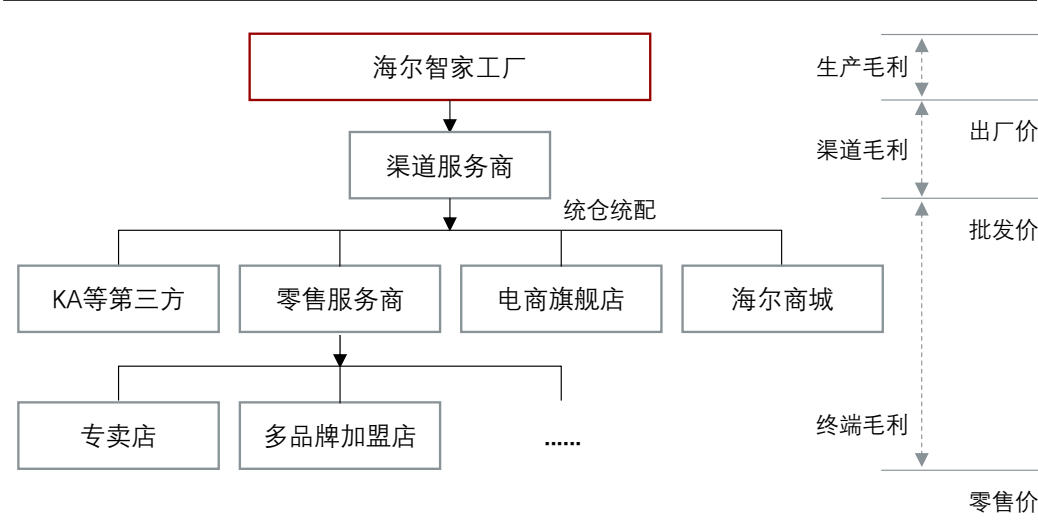 海尔智家工厂
生产毛利
出厂价
渠道服务商
渠道毛利
统仓统配
批发价
KA等第三方
零售服务商
电商旗舰店
海尔商城
专卖店
多品牌加盟店
......
终端毛利
零售价